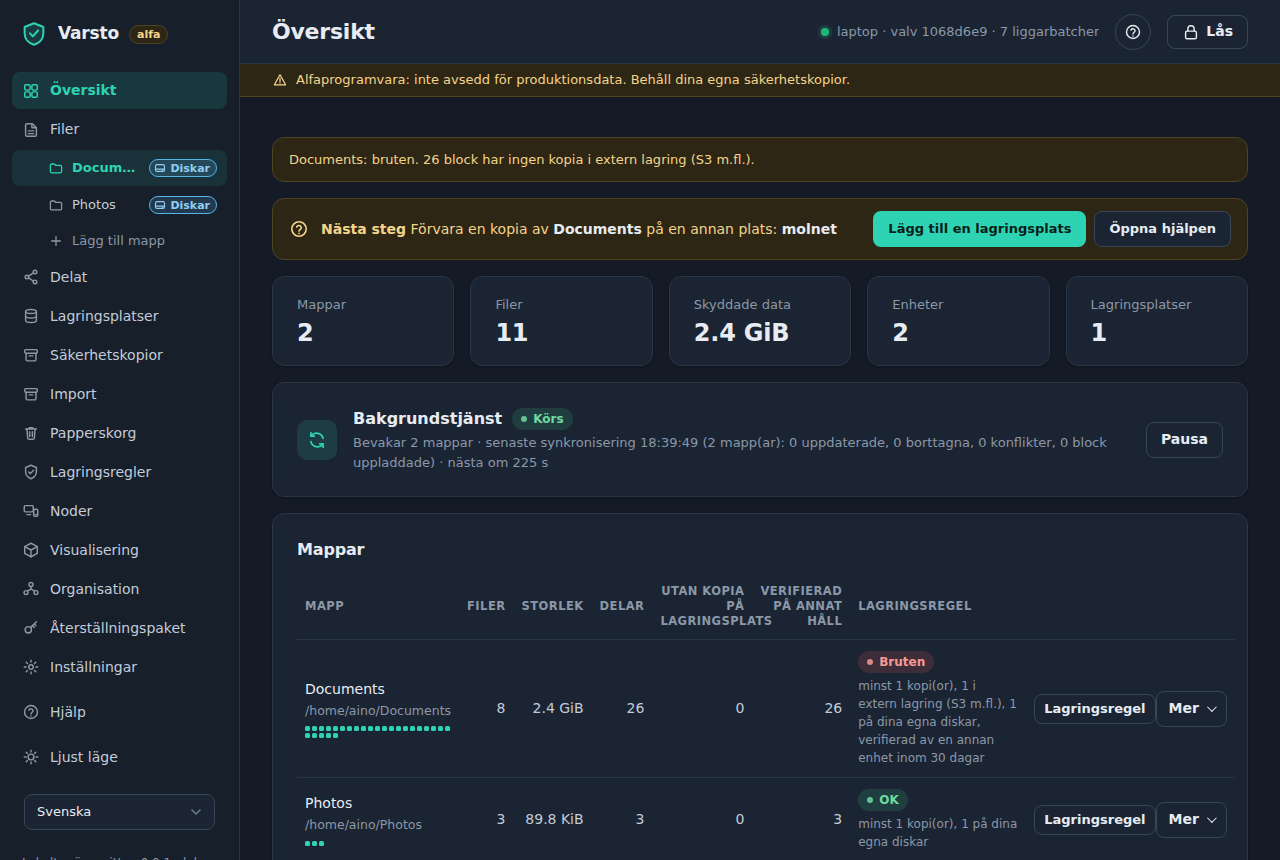 Varsto alfa
Översikt
Filer
Docum… Diskar
Photos Diskar
Lägg till mapp
Delat
Lagringsplatser
Säkerhetskopior
Import
Papperskorg
Lagringsregler
Noder
Visualisering
Organisation
Återställningspaket
Inställningar
Hjälp
Ljust läge
Svenska
Översikt
laptop · valv 1068d6e9 · 7 liggarbatcher
Lås
Alfaprogramvara: inte avsedd för produktionsdata. Behåll dina egna säkerhetskopior.
Documents: bruten. 26 block har ingen kopia i extern lagring (S3 m.fl.).
Nästa steg Förvara en kopia av Documents på en annan plats: molnet
Lägg till en lagringsplats
Öppna hjälpen
Mappar
2
Filer
11
Skyddade data
2.4 GiB
Enheter
2
Lagringsplatser
1
Bakgrundstjänst Körs
Bevakar 2 mappar · senaste synkronisering 18:39:49 (2 mapp(ar): 0 uppdaterade, 0 borttagna, 0 konflikter, 0 block
uppladdade) · nästa om 225 s
Pausa
Mappar
MAPP FILER STORLEK DELAR UTAN KOPIA PÅ LAGRINGSPLATS VERIFIERAD PÅ ANNAT HÅLL LAGRINGSREGEL
Documents
/home/aino/Documents
8 2.4 GiB 26 0 26
Bruten
minst 1 kopi(or), 1 i
extern lagring (S3 m.fl.), 1
på dina egna diskar,
verifierad av en annan
enhet inom 30 dagar
Lagringsregel Mer
Photos
/home/aino/Photos
3 89.8 KiB 3 0 3
OK
minst 1 kopi(or), 1 på dina
egna diskar
Lagringsregel Mer